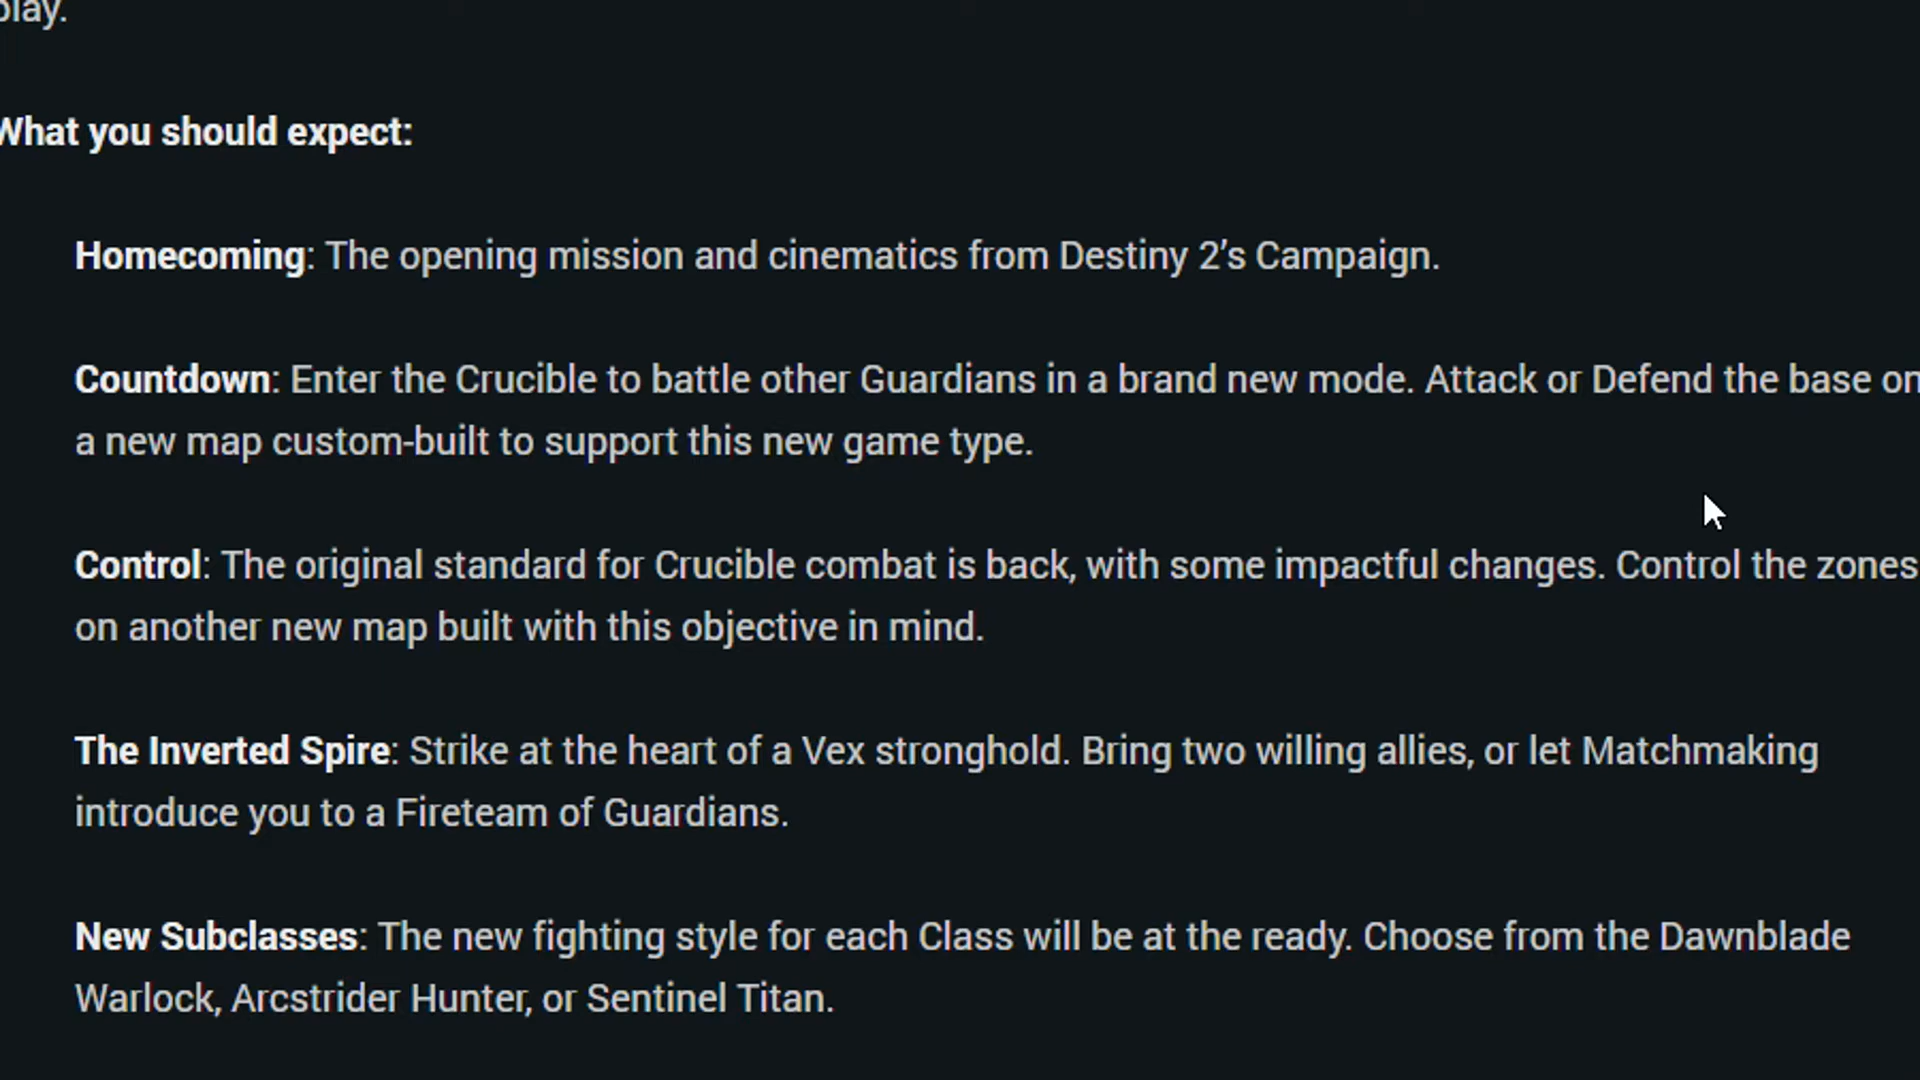 play.
What you should expect:
Homecoming: The opening mission and cinematics from Destiny 2’s Campaign.
Countdown: Enter the Crucible to battle other Guardians in a brand new mode. Attack or Defend the base on
a new map custom-built to support this new game type.
Control: The original standard for Crucible combat is back, with some impactful changes. Control the zones
on another new map built with this objective in mind.
The Inverted Spire: Strike at the heart of a Vex stronghold. Bring two willing allies, or let Matchmaking
introduce you to a Fireteam of Guardians.
New Subclasses: The new fighting style for each Class will be at the ready. Choose from the Dawnblade
Warlock, Arcstrider Hunter, or Sentinel Titan.